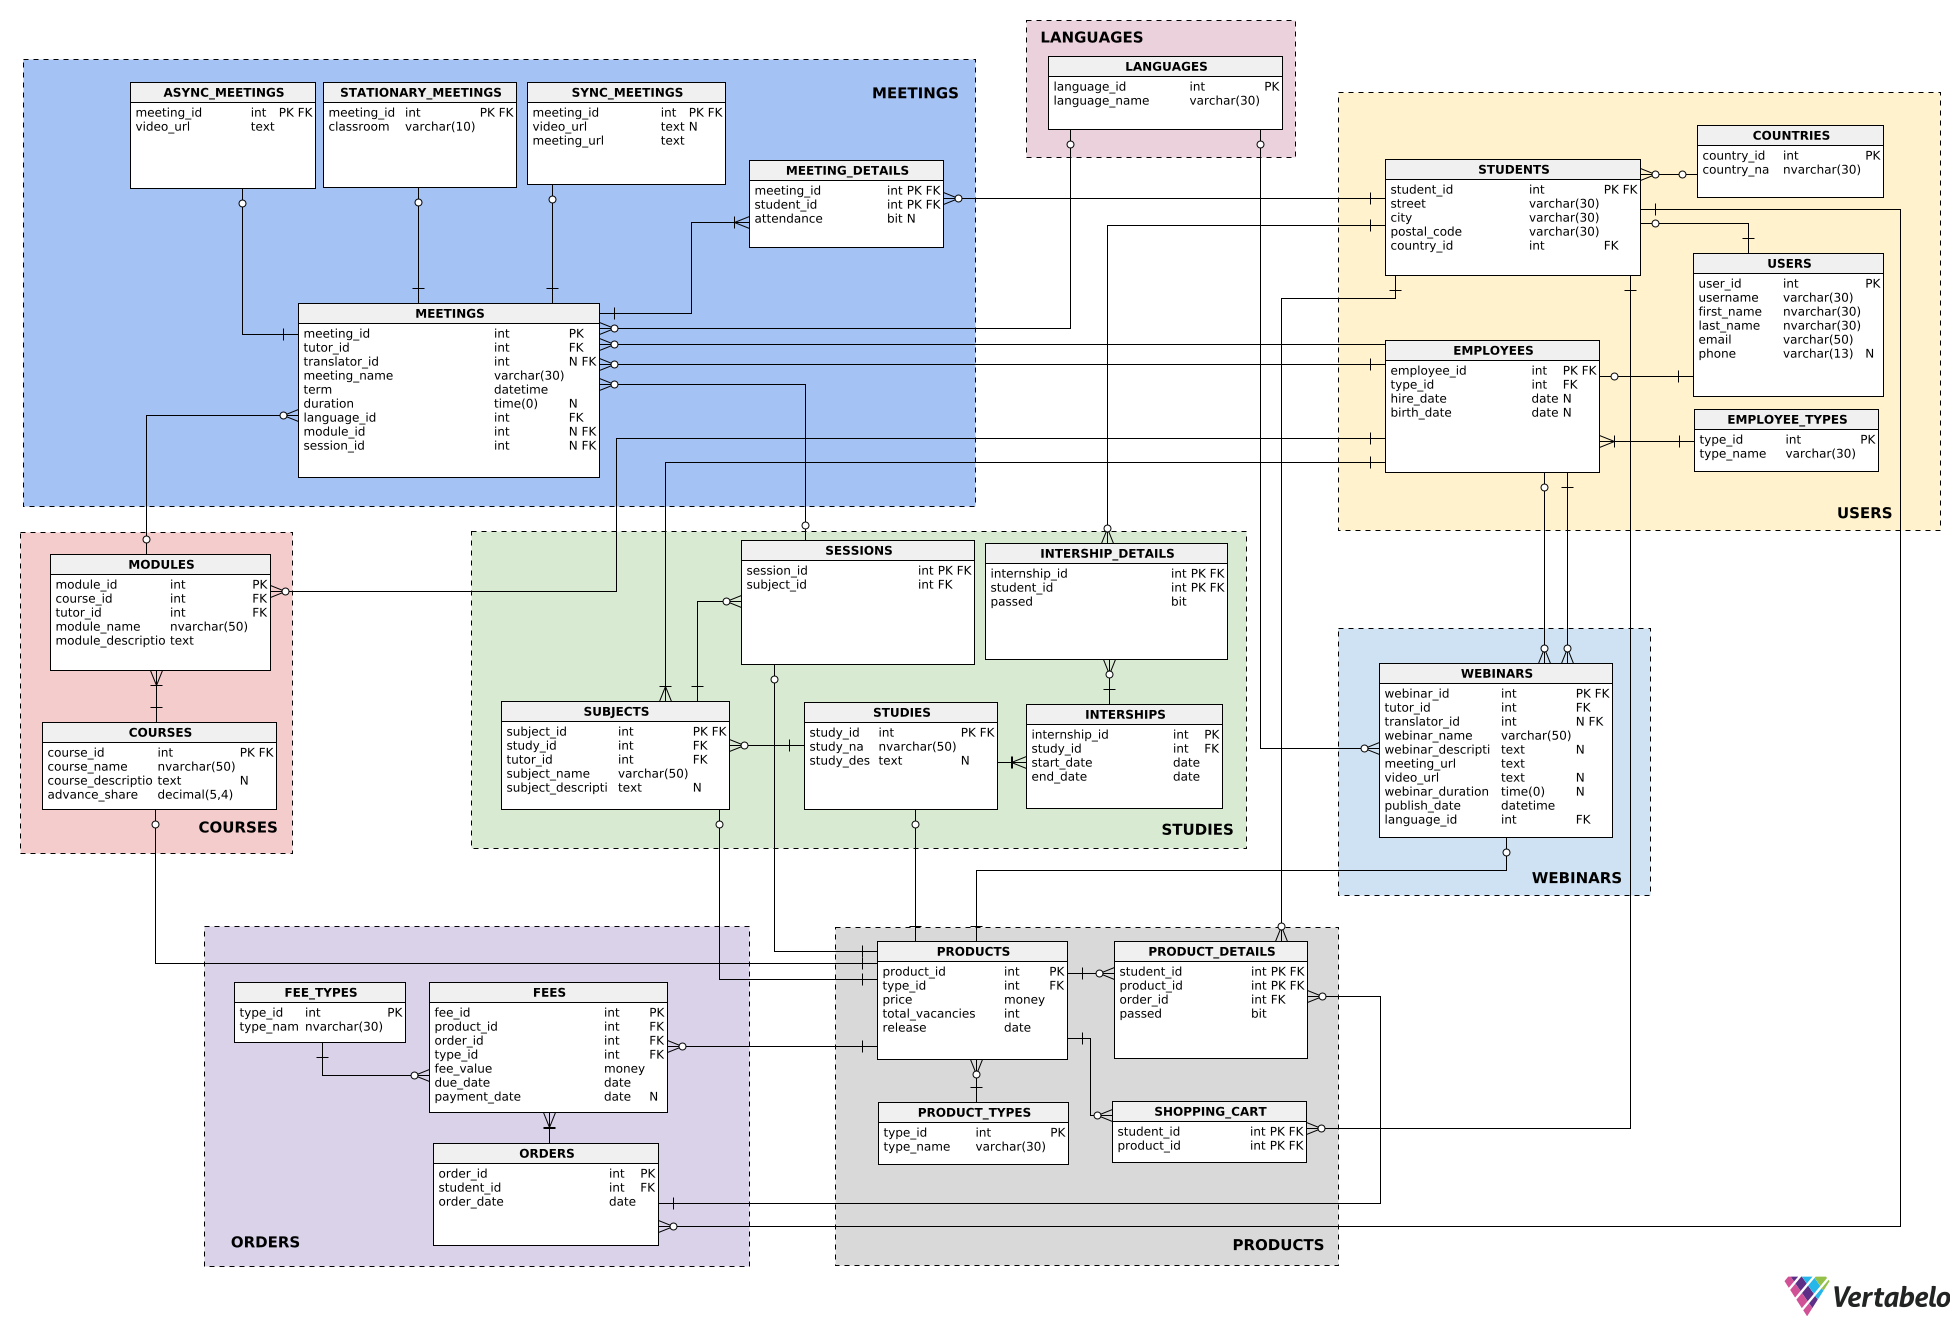 LANGUAGES
LANGUAGES
language_id int PK
language_name varchar(30)
MEETINGS
ASYNC_MEETINGS
meeting_id int PK FK
video_url text
STATIONARY_MEETINGS
meeting_id int PK FK
classroom varchar(10)
SYNC_MEETINGS
meeting_id int PK FK
video_url text N
meeting_url text
MEETING_DETAILS
meeting_id int PK FK
student_id int PK FK
attendance bit N
MEETINGS
meeting_id int PK
tutor_id int FK
translator_id int N FK
meeting_name varchar(30)
term datetime
duration time(0) N
language_id int FK
module_id int N FK
session_id int N FK
COUNTRIES
country_id int PK
country_na nvarchar(30)
STUDENTS
student_id int PK FK
street varchar(30)
city varchar(30)
postal_code varchar(30)
country_id int FK
USERS
user_id int PK
username varchar(30)
first_name nvarchar(30)
last_name nvarchar(30)
email varchar(50)
phone varchar(13) N
EMPLOYEES
employee_id int PK FK
type_id int FK
hire_date date N
birth_date date N
EMPLOYEE_TYPES
type_id int PK
type_name varchar(30)
USERS
MODULES
module_id int PK
course_id int FK
tutor_id int FK
module_name nvarchar(50)
module_descriptio text
COURSES
course_id int PK FK
course_name nvarchar(50)
course_descriptio text N
advance_share decimal(5,4)
COURSES
SESSIONS
session_id int PK FK
subject_id int FK
INTERSHIP_DETAILS
internship_id int PK FK
student_id int PK FK
passed bit
SUBJECTS
subject_id int PK FK
study_id int FK
tutor_id int FK
subject_name varchar(50)
subject_descripti text N
STUDIES
study_id int PK FK
study_na nvarchar(50)
study_des text N
INTERSHIPS
internship_id int PK
study_id int FK
start_date date
end_date date
STUDIES
WEBINARS
webinar_id int PK FK
tutor_id int FK
translator_id int N FK
webinar_name varchar(50)
webinar_descripti text N
meeting_url text
video_url text N
webinar_duration time(0) N
publish_date datetime
language_id int FK
WEBINARS
FEE_TYPES
type_id int PK
type_nam nvarchar(30)
FEES
fee_id int PK
product_id int FK
order_id int FK
type_id int FK
fee_value money
due_date date
payment_date date N
ORDERS
order_id int PK
student_id int FK
order_date date
ORDERS
PRODUCTS
product_id int PK
type_id int FK
price money
total_vacancies int
release date
PRODUCT_DETAILS
student_id int PK FK
product_id int PK FK
order_id int FK
passed bit
PRODUCT_TYPES
type_id int PK
type_name varchar(30)
SHOPPING_CART
student_id int PK FK
product_id int PK FK
PRODUCTS
Vertabelo